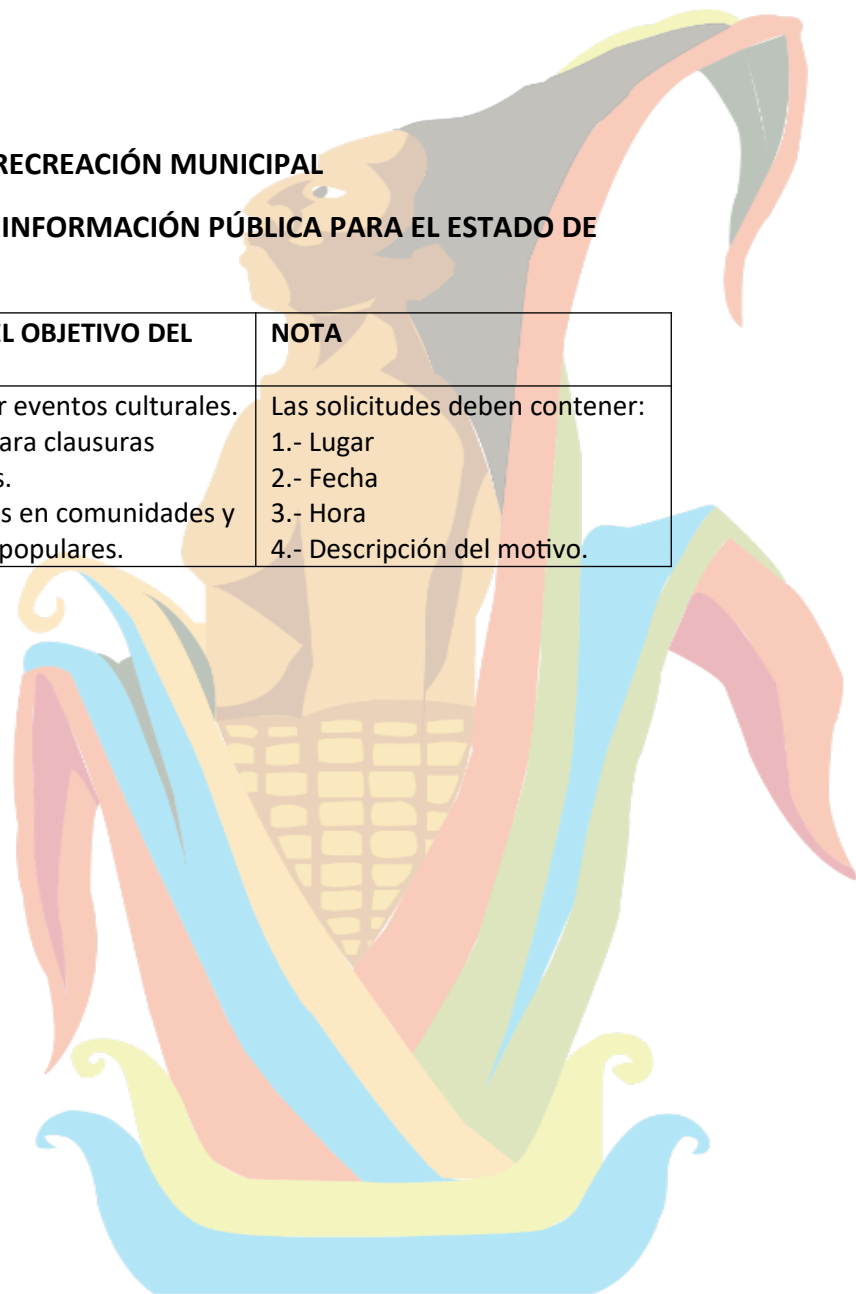 RECREACIÓN MUNICIPAL
INFORMACIÓN PÚBLICA PARA EL ESTADO DE
EL OBJETIVO DEL
NOTA
r eventos culturales.
ara clausuras
s.
s en comunidades y
populares.
Las solicitudes deben contener:
1.- Lugar
2.- Fecha
3.- Hora
4.- Descripción del motivo.